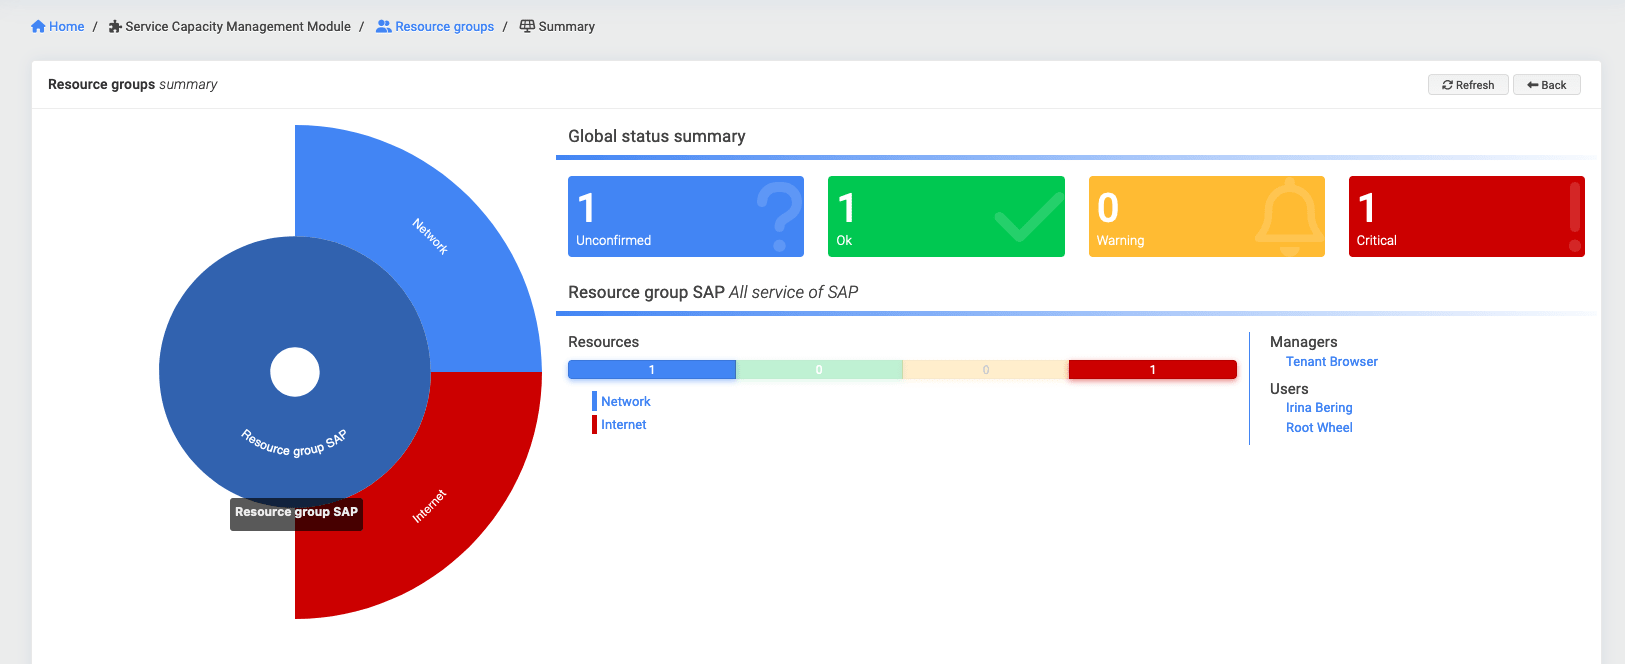 Home / Service Capacity Management Module / Resource groups / Summary
Resource groups summary
Refresh
Back
Network
Internet
Resource group SAP
Resource group SAP
Global status summary
1
Unconfirmed
1
Ok
0
Warning
1
Critical
Resource group SAP All service of SAP
Resources
1 0 0 1
Network
Internet
Managers
Tenant Browser
Users
Irina Bering
Root Wheel